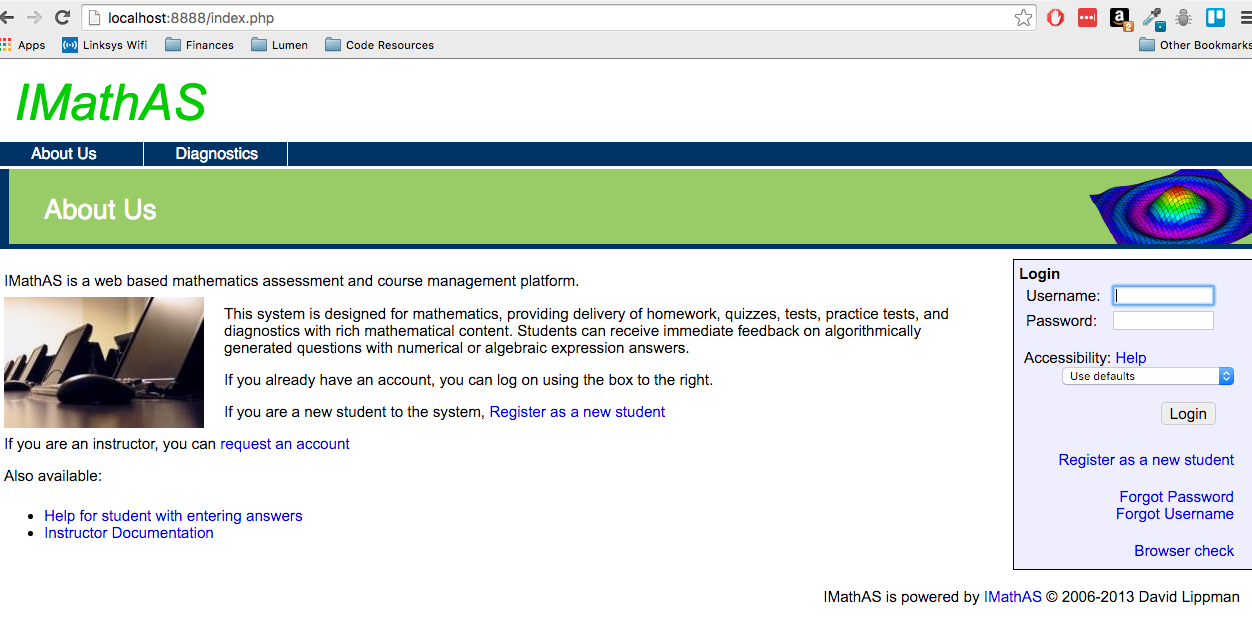 localhost:8888/index.php
2
Apps Linksys Wifi Finances Lumen Code Resources Other Bookmarks
IMathAS
About Us Diagnostics
About Us
IMathAS is a web based mathematics assessment and course management platform.
This system is designed for mathematics, providing delivery of homework, quizzes, tests, practice tests, and
diagnostics with rich mathematical content. Students can receive immediate feedback on algorithmically
generated questions with numerical or algebraic expression answers.
If you already have an account, you can log on using the box to the right.
If you are a new student to the system, Register as a new student
If you are an instructor, you can request an account
Also available:
Help for student with entering answers
Instructor Documentation
Login
Username:
Password:
Accessibility: Help
Use defaults
Login
Register as a new student
Forgot Password
Forgot Username
Browser check
IMathAS is powered by IMathAS © 2006-2013 David Lippman